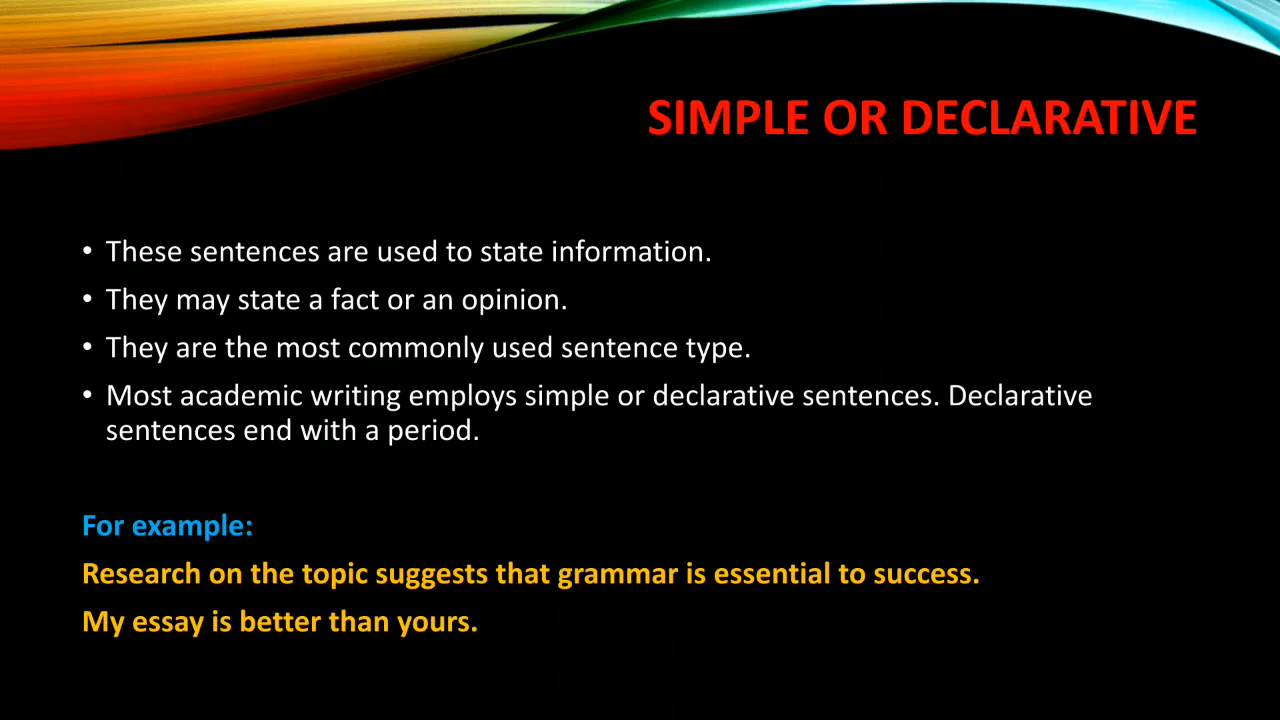 SIMPLE OR DECLARATIVE
• These sentences are used to state information.
• They may state a fact or an opinion.
• They are the most commonly used sentence type.
• Most academic writing employs simple or declarative sentences. Declarative
sentences end with a period.
For example:
Research on the topic suggests that grammar is essential to success.
My essay is better than yours.